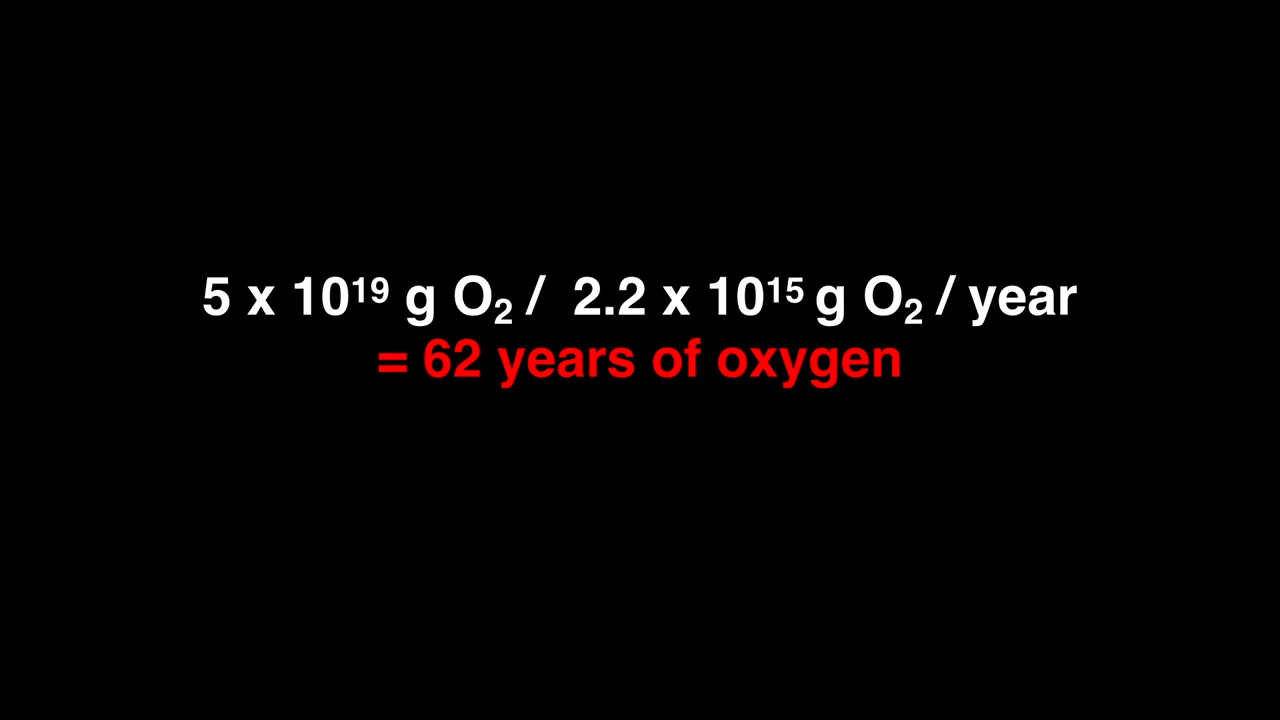 5 x 10¹⁹ g O₂ / 2.2 x 10¹⁵ g O₂ / year
= 62 years of oxygen